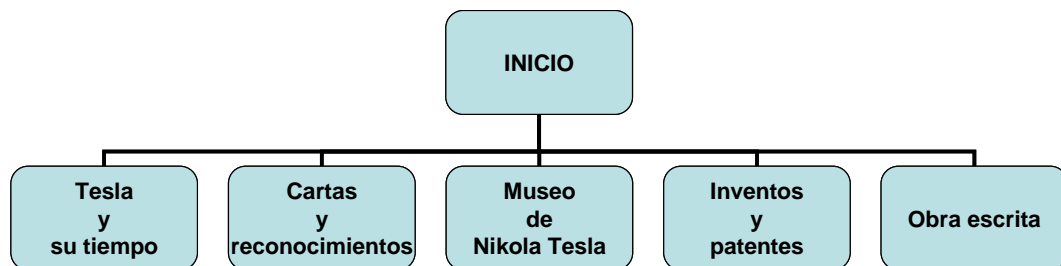 INICIO
Tesla
y
su tiempo
Cartas
y
reconocimientos
Museo
de
Nikola Tesla
Inventos
y
patentes
Obra escrita